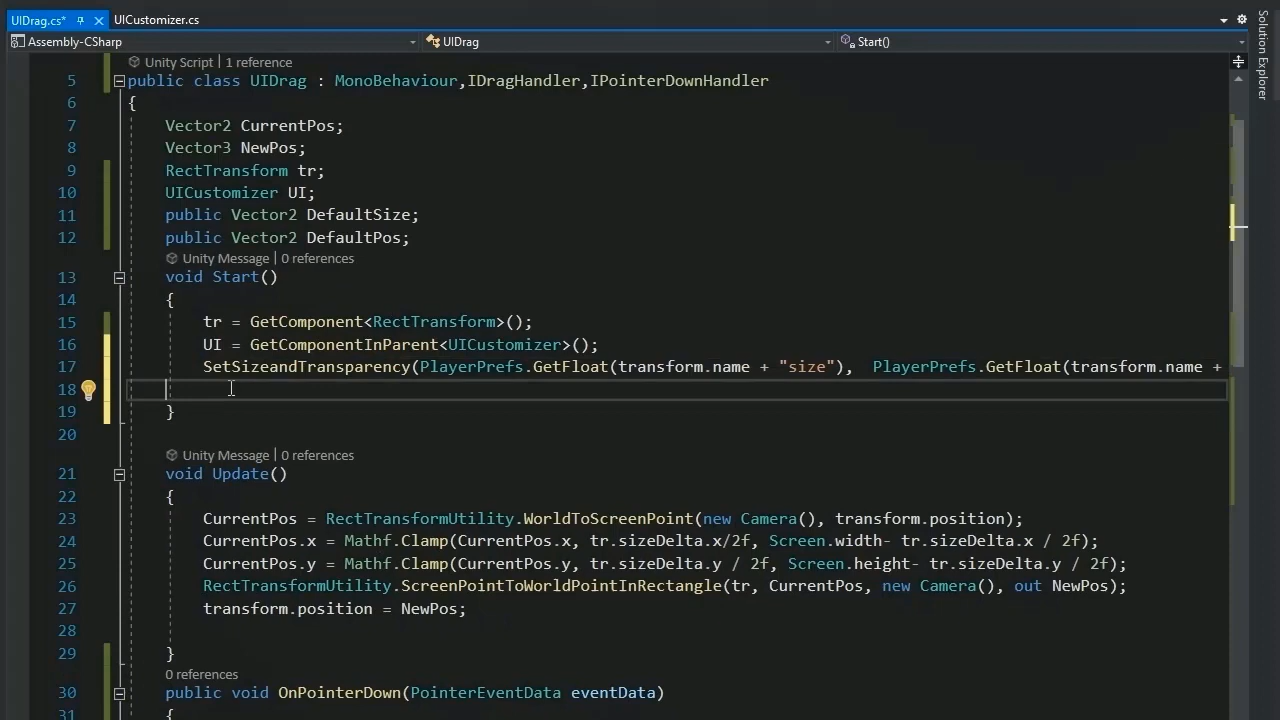 UIDrag.cs* UICustomizer.cs
Assembly-CSharp UIDrag Start()
Solution Explorer
Unity Script | 1 reference
5 public class UIDrag : MonoBehaviour,IDragHandler,IPointerDownHandler
6 {
7 Vector2 CurrentPos;
8 Vector3 NewPos;
9 RectTransform tr;
10 UICustomizer UI;
11 public Vector2 DefaultSize;
12 public Vector2 DefaultPos;
Unity Message | 0 references
13 void Start()
14 {
15 tr = GetComponent<RectTransform>();
16 UI = GetComponentInParent<UICustomizer>();
17 SetSizeandTransparency(PlayerPrefs.GetFloat(transform.name + "size"), PlayerPrefs.GetFloat(transform.name +
18
19 }
20
Unity Message | 0 references
21 void Update()
22 {
23 CurrentPos = RectTransformUtility.WorldToScreenPoint(new Camera(), transform.position);
24 CurrentPos.x = Mathf.Clamp(CurrentPos.x, tr.sizeDelta.x/2f, Screen.width- tr.sizeDelta.x / 2f);
25 CurrentPos.y = Mathf.Clamp(CurrentPos.y, tr.sizeDelta.y / 2f, Screen.height- tr.sizeDelta.y / 2f);
26 RectTransformUtility.ScreenPointToWorldPointInRectangle(tr, CurrentPos, new Camera(), out NewPos);
27 transform.position = NewPos;
28
29 }
0 references
30 public void OnPointerDown(PointerEventData eventData)
31 {